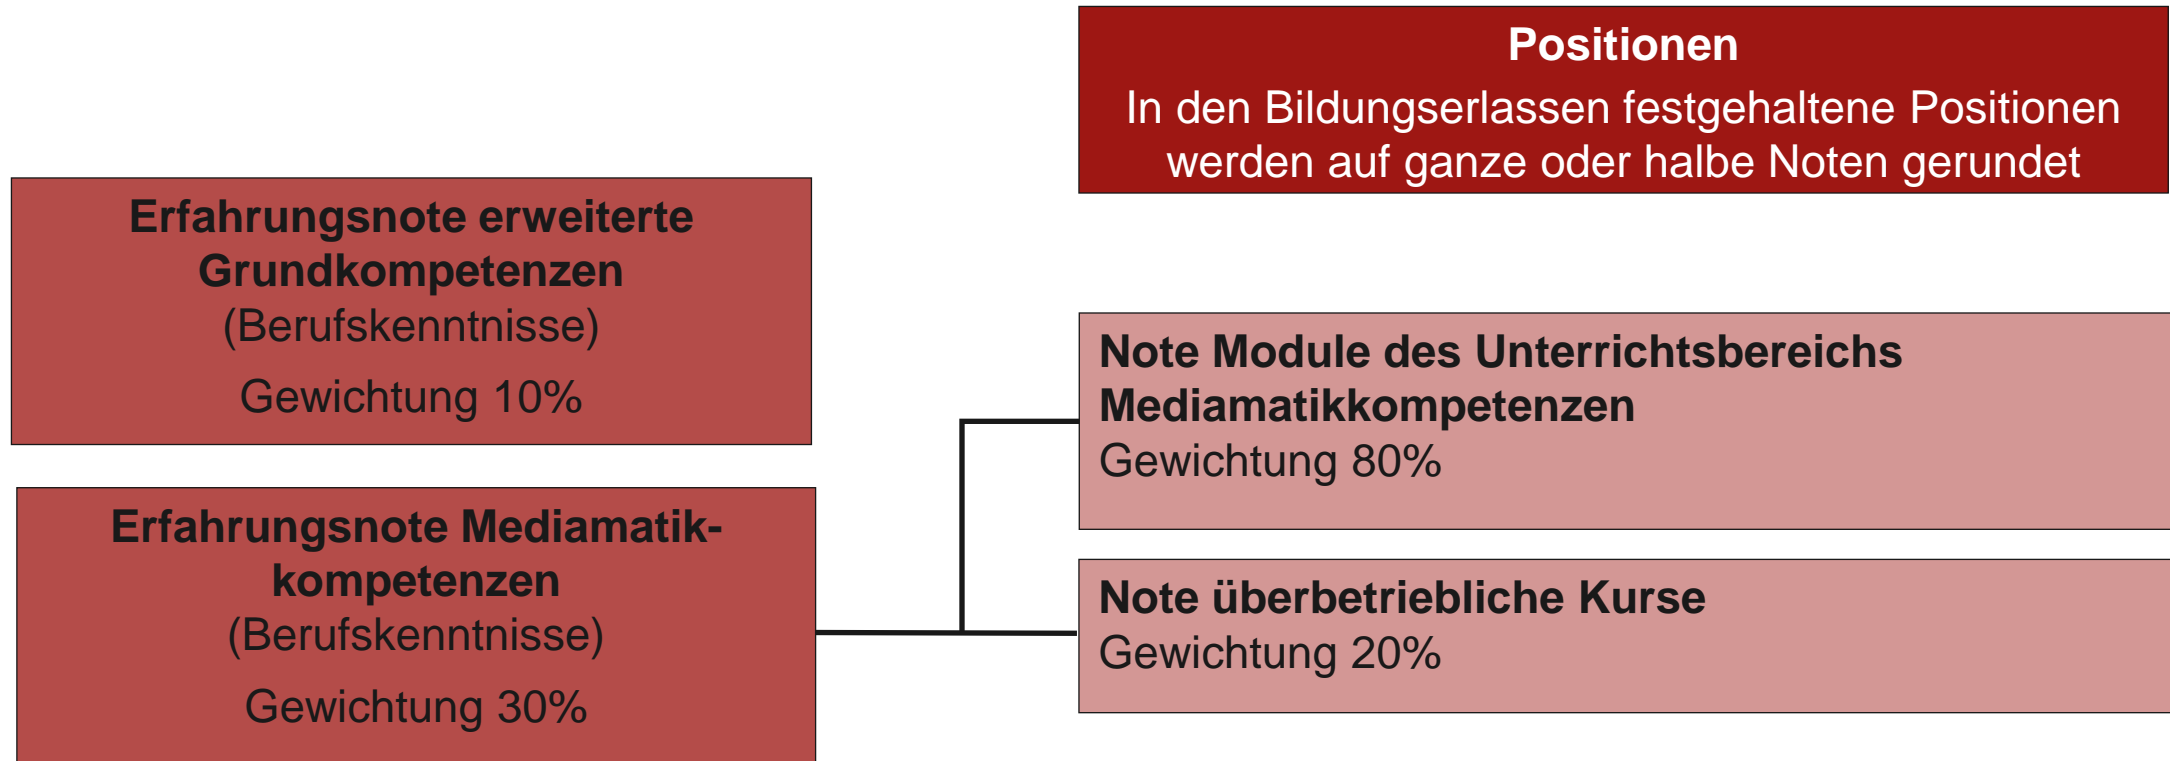 Positionen
In den Bildungserlassen festgehaltene Positionen
werden auf ganze oder halbe Noten gerundet
Erfahrungsnote erweiterte
Grundkompetenzen
(Berufskenntnisse)
Gewichtung 10%
Note Module des Unterrichtsbereichs
Mediamatikkompetenzen
Gewichtung 80%
Erfahrungsnote Mediamatik-
kompetenzen
(Berufskenntnisse)
Gewichtung 30%
Note überbetriebliche Kurse
Gewichtung 20%